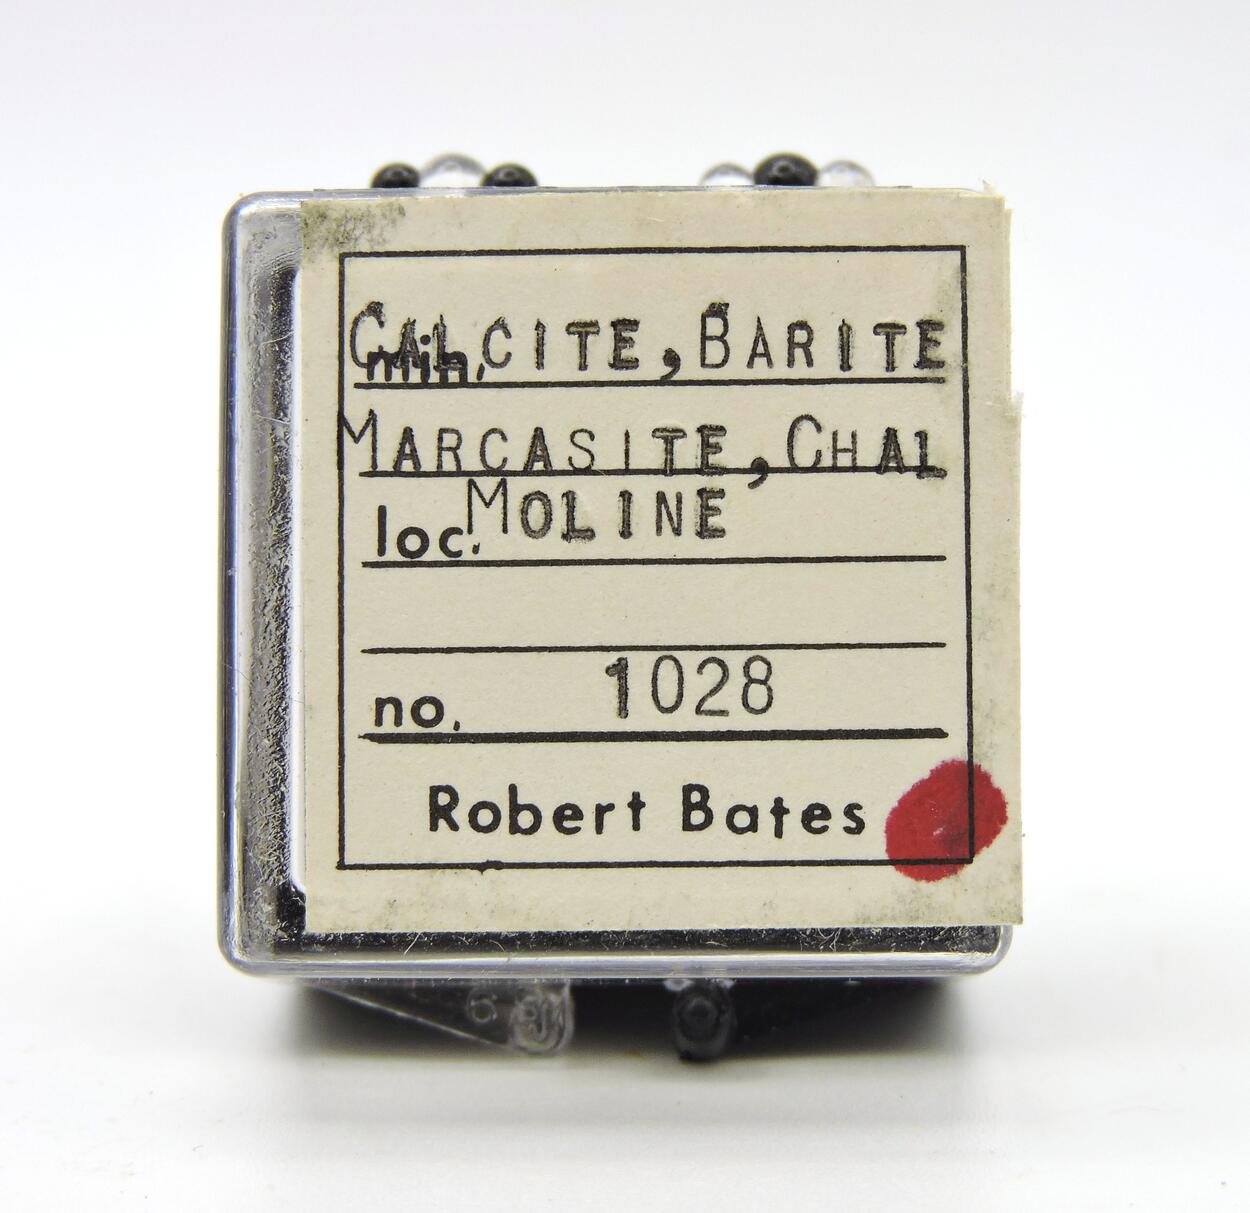 min. CALCITE, BARITE
MARCASITE, CHAL
loc. MOLINE
no. 1028
Robert Bates